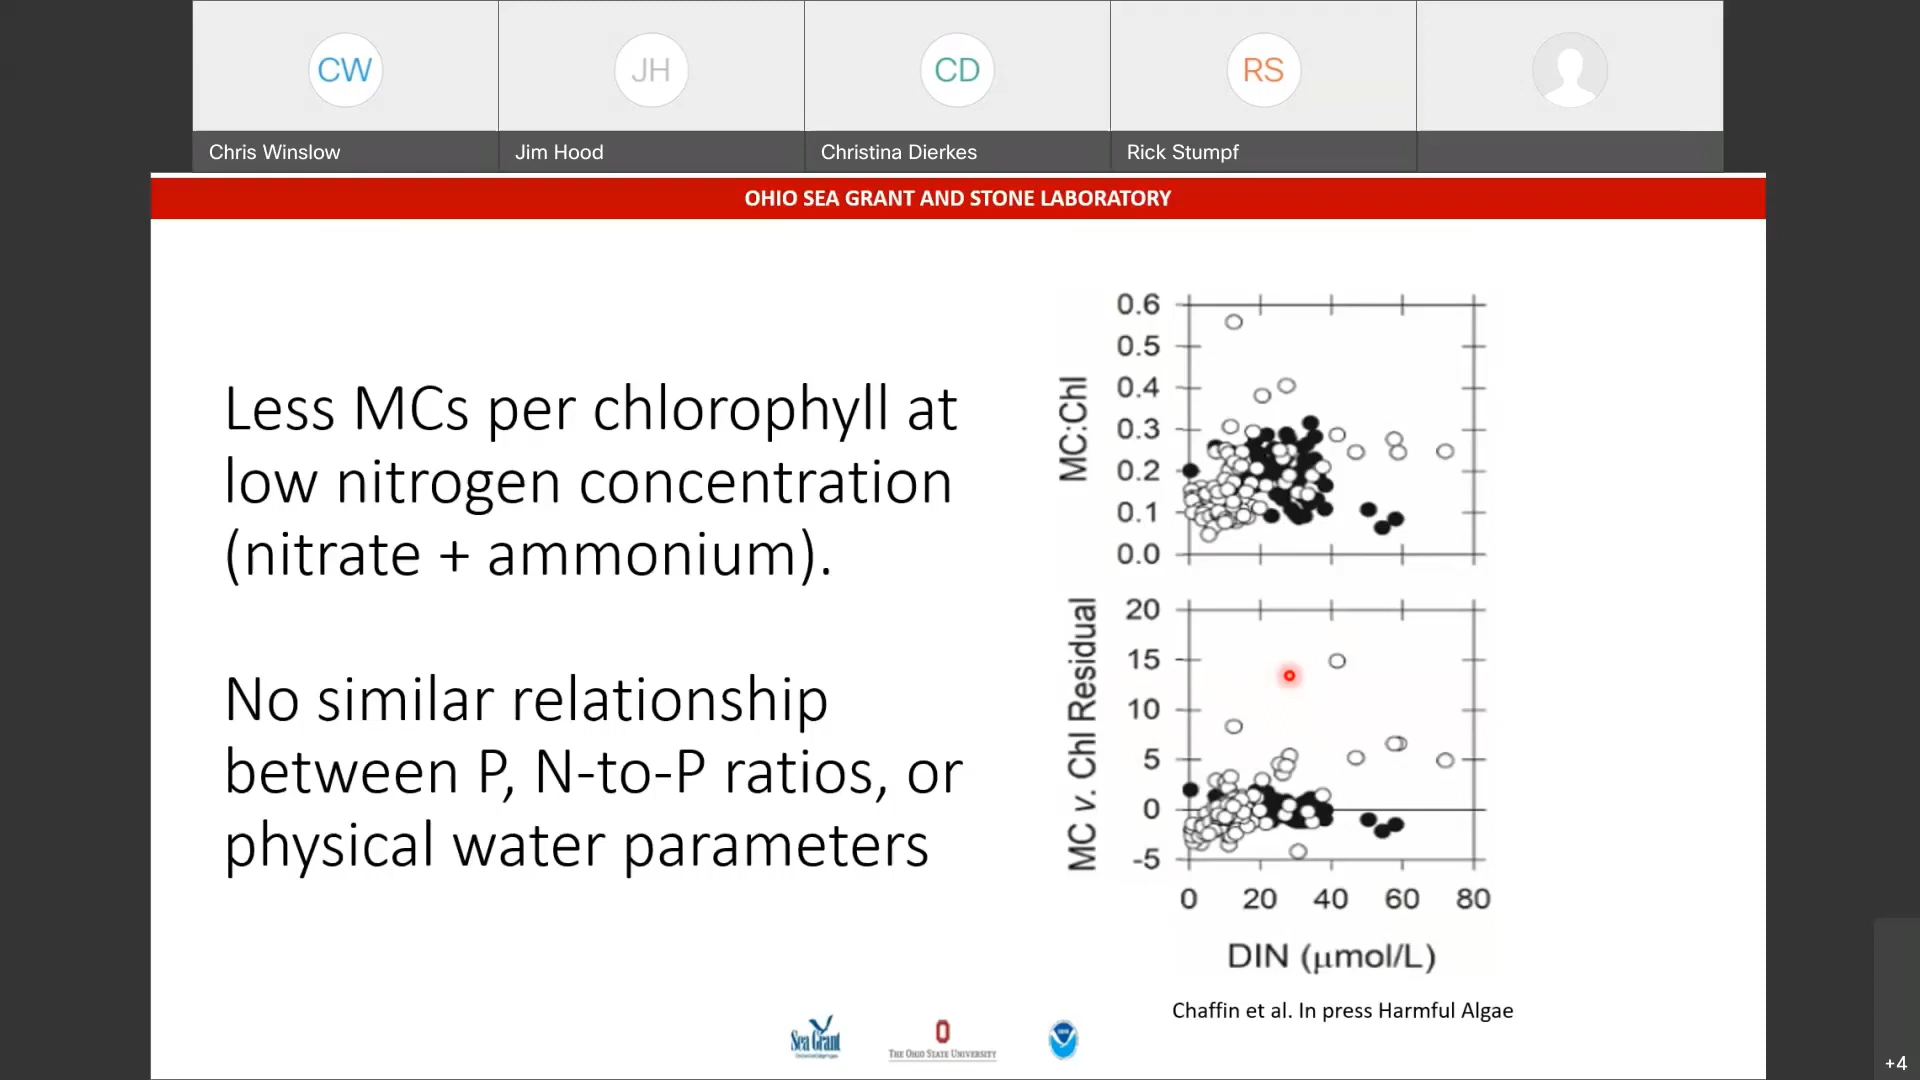 CW
JH
CD
RS
Chris Winslow
Jim Hood
Christina Dierkes
Rick Stumpf
OHIO SEA GRANT AND STONE LABORATORY
Less MCs per chlorophyll at
low nitrogen concentration
(nitrate + ammonium).
No similar relationship
between P, N-to-P ratios, or
physical water parameters
MC:Chl
0.6
0.5
0.4
0.3
0.2
0.1
0.0
MC v. Chl Residual
20
15
10
5
0
-5
0 20 40 60 80
DIN (μmol/L)
Chaffin et al. In press Harmful Algae
Sea Grant
THE OHIO STATE UNIVERSITY
+4